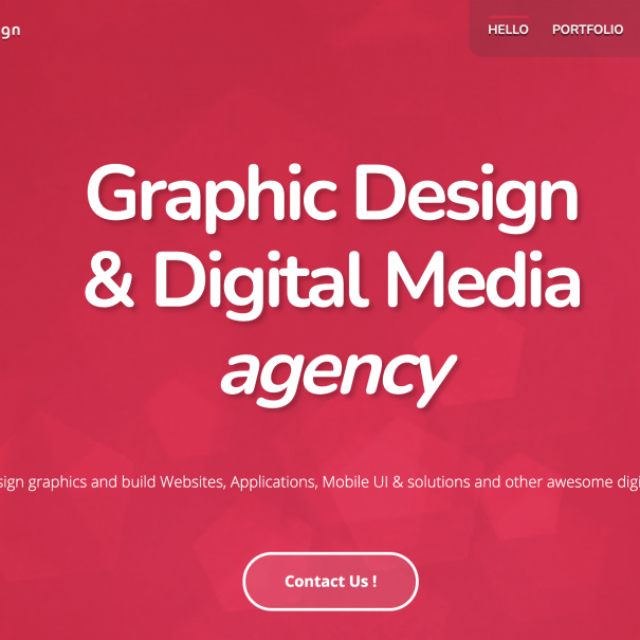 gn
HELLO PORTFOLIO
Graphic Design
& Digital Media
agency
sign graphics and build Websites, Applications, Mobile UI & solutions and other awesome digi
Contact Us !